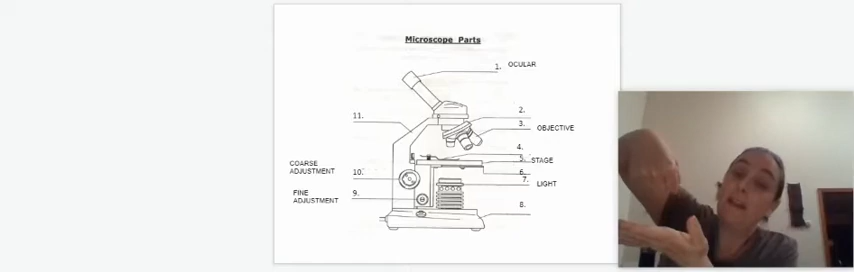 Microscope Parts
1. OCULAR
2.
3. OBJECTIVE
4.
5. STAGE
6.
7. LIGHT
8.
9. FINE ADJUSTMENT
10. COARSE ADJUSTMENT
11.